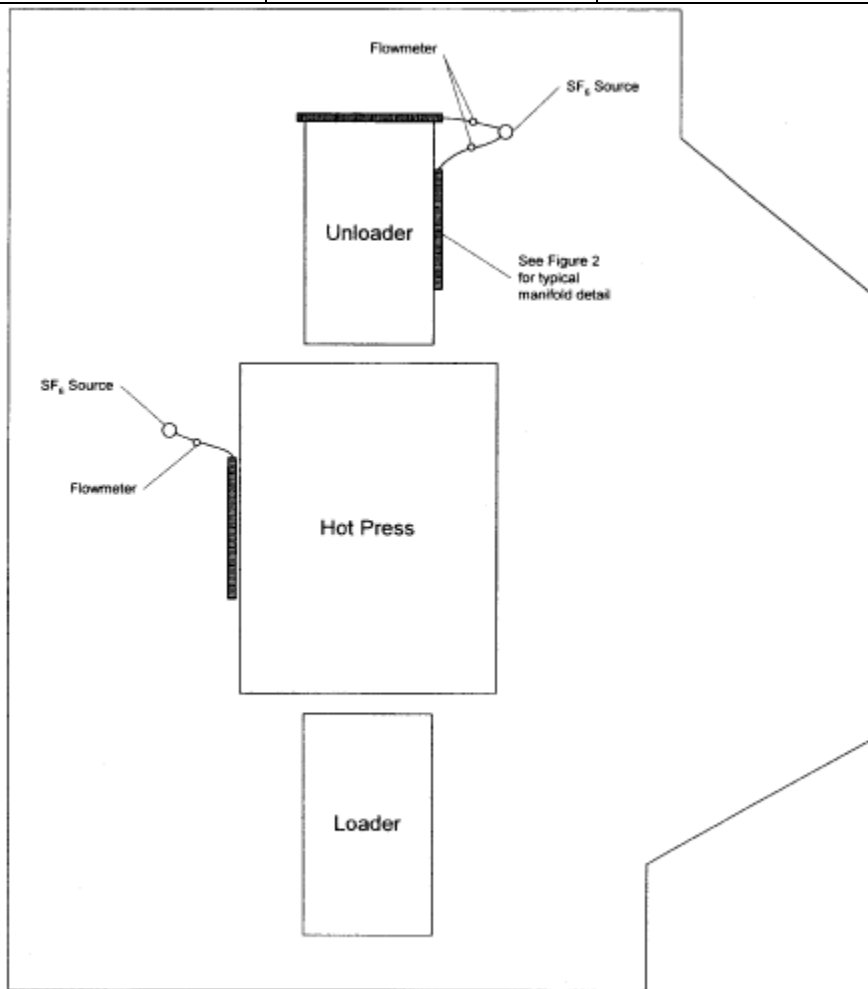 Flowmeter
SF₆ Source
Unloader
See Figure 2
for typical
manifold detail
SF₆ Source
Flowmeter
Hot Press
Loader